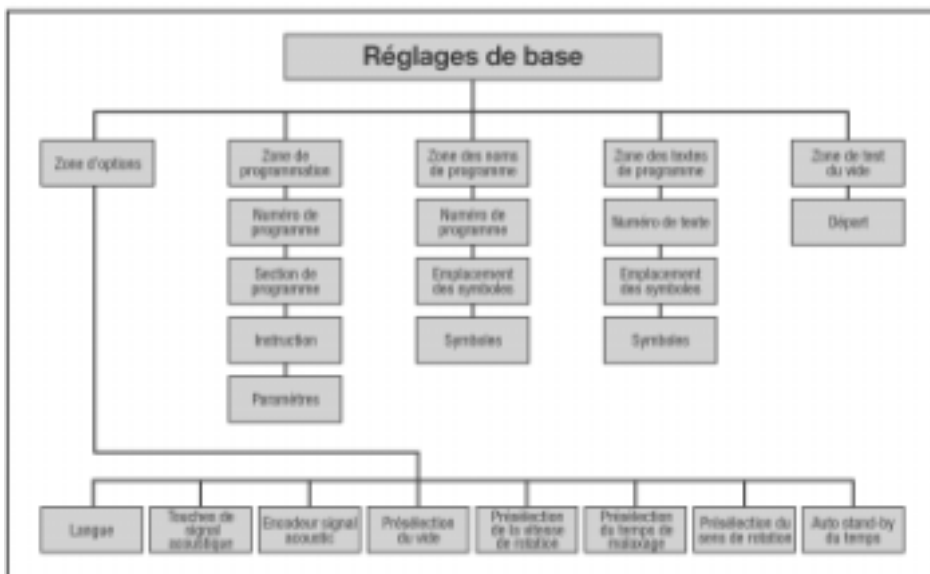 Réglages de base
Zone d'options
Zone de
programmation
Numéro de
programme
Section de
programme
Instruction
Paramètres
Zone des noms
de programme
Numéro de
programme
Emplacement
des symboles
Symboles
Zone des textes
de programme
Numéro de texte
Emplacement
des symboles
Symboles
Zone de test
du vide
Départ
Langue
Touches de
signal
acoustique
Encodeur signal
acoustic
Présélection
du vide
Présélection
de la vitesse
de rotation
Présélection
du temps de
malaxage
Présélection du
sens de rotation
Auto stand-by
du temps